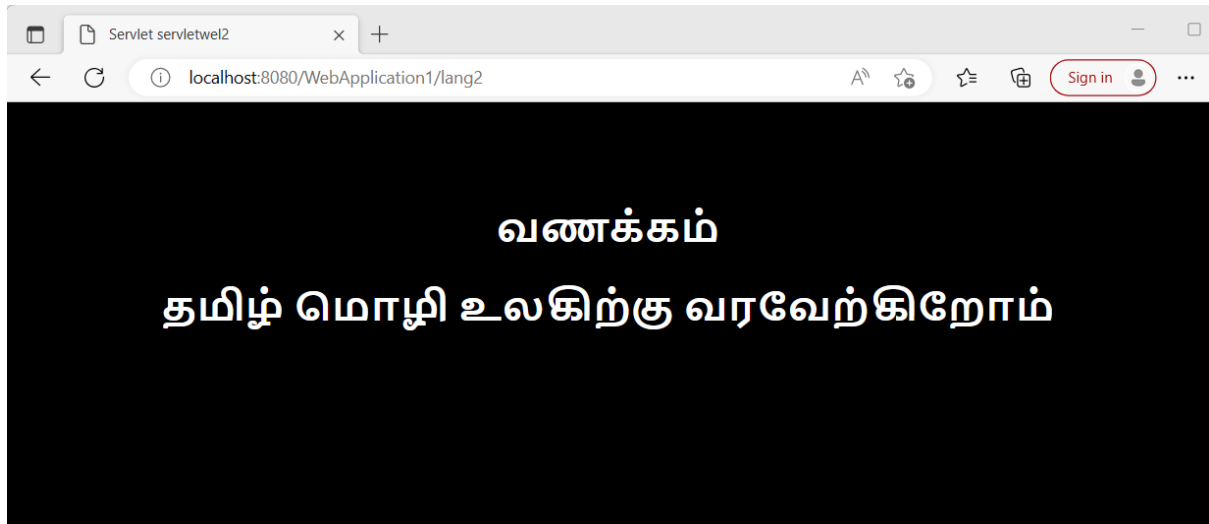 Servlet servletwel2
localhost:8080/WebApplication1/lang2
Sign in
வணக்கம்
தமிழ் மொழி உலகிற்கு வரவேற்கிறோம்